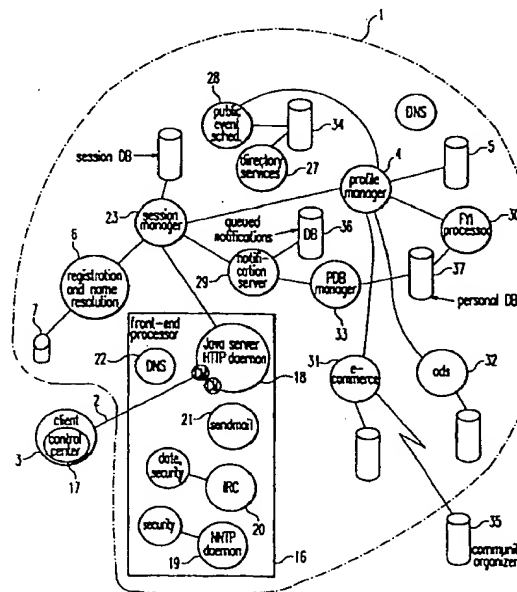 1
28
public
event
sched.
34
directory
services
27
DNS
4
5
session DB
profile
manager
23
session
manager
FYI
processor
30
queued
notifications
DB
36
6
registration
and name
resolution
29
notifi-
cation
server
PDB
manager
33
37
personal DB
7
front-end
processor
22
DNS
Java server
HTTP daemon
18
31
e-
commerce
ads
32
2
client
control
center
3
17
21
sendmail
date,
security
IRC
20
security
NNTP
daemon
19
16
35
community
organizer